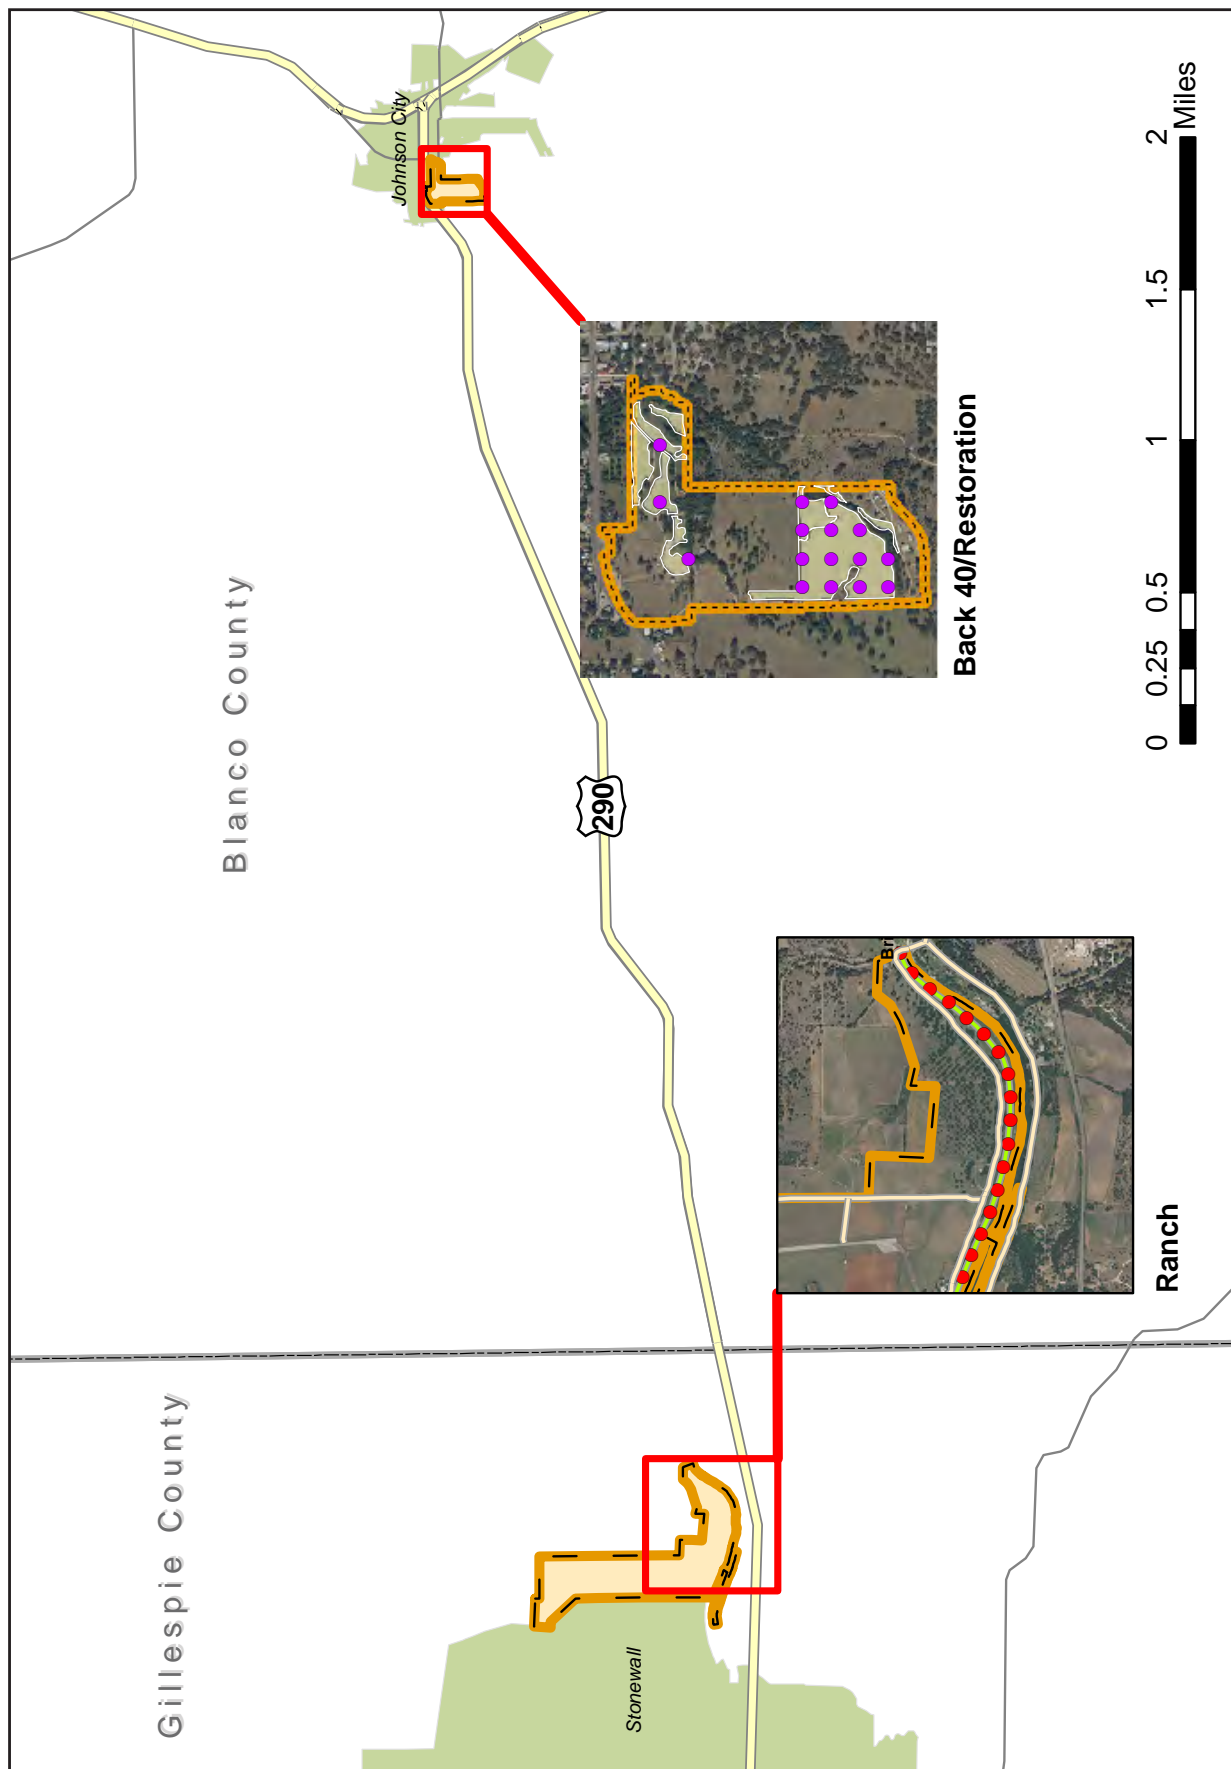 Gillespie County
Blanco County
Johnson City
Stonewall
290
Bri
Ranch
Back 40/Restoration
0 0.25 0.5 1 1.5 2
Miles